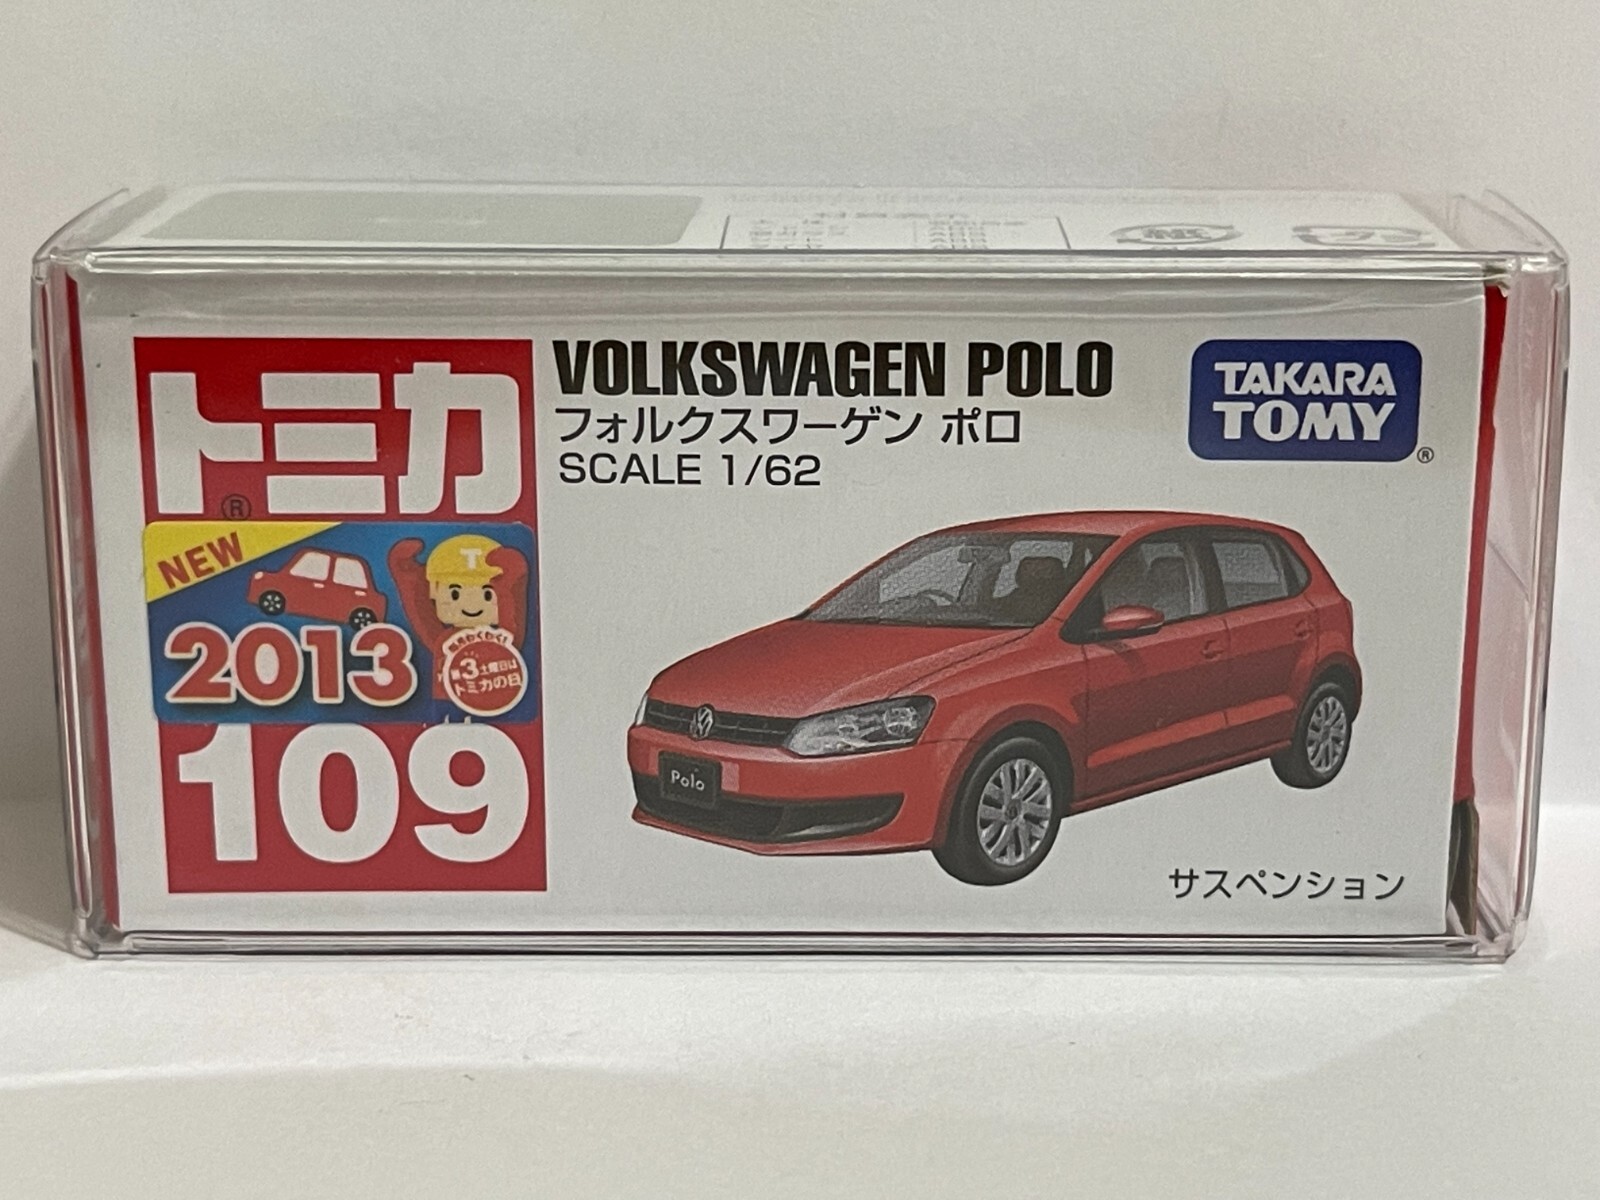 トミカ
®
NEW
T
2013
第3土曜日は
トミカの日
109
VOLKSWAGEN POLO
フォルクスワーゲン ポロ
SCALE 1/62
TAKARA
TOMY
®
Polo
サスペンション